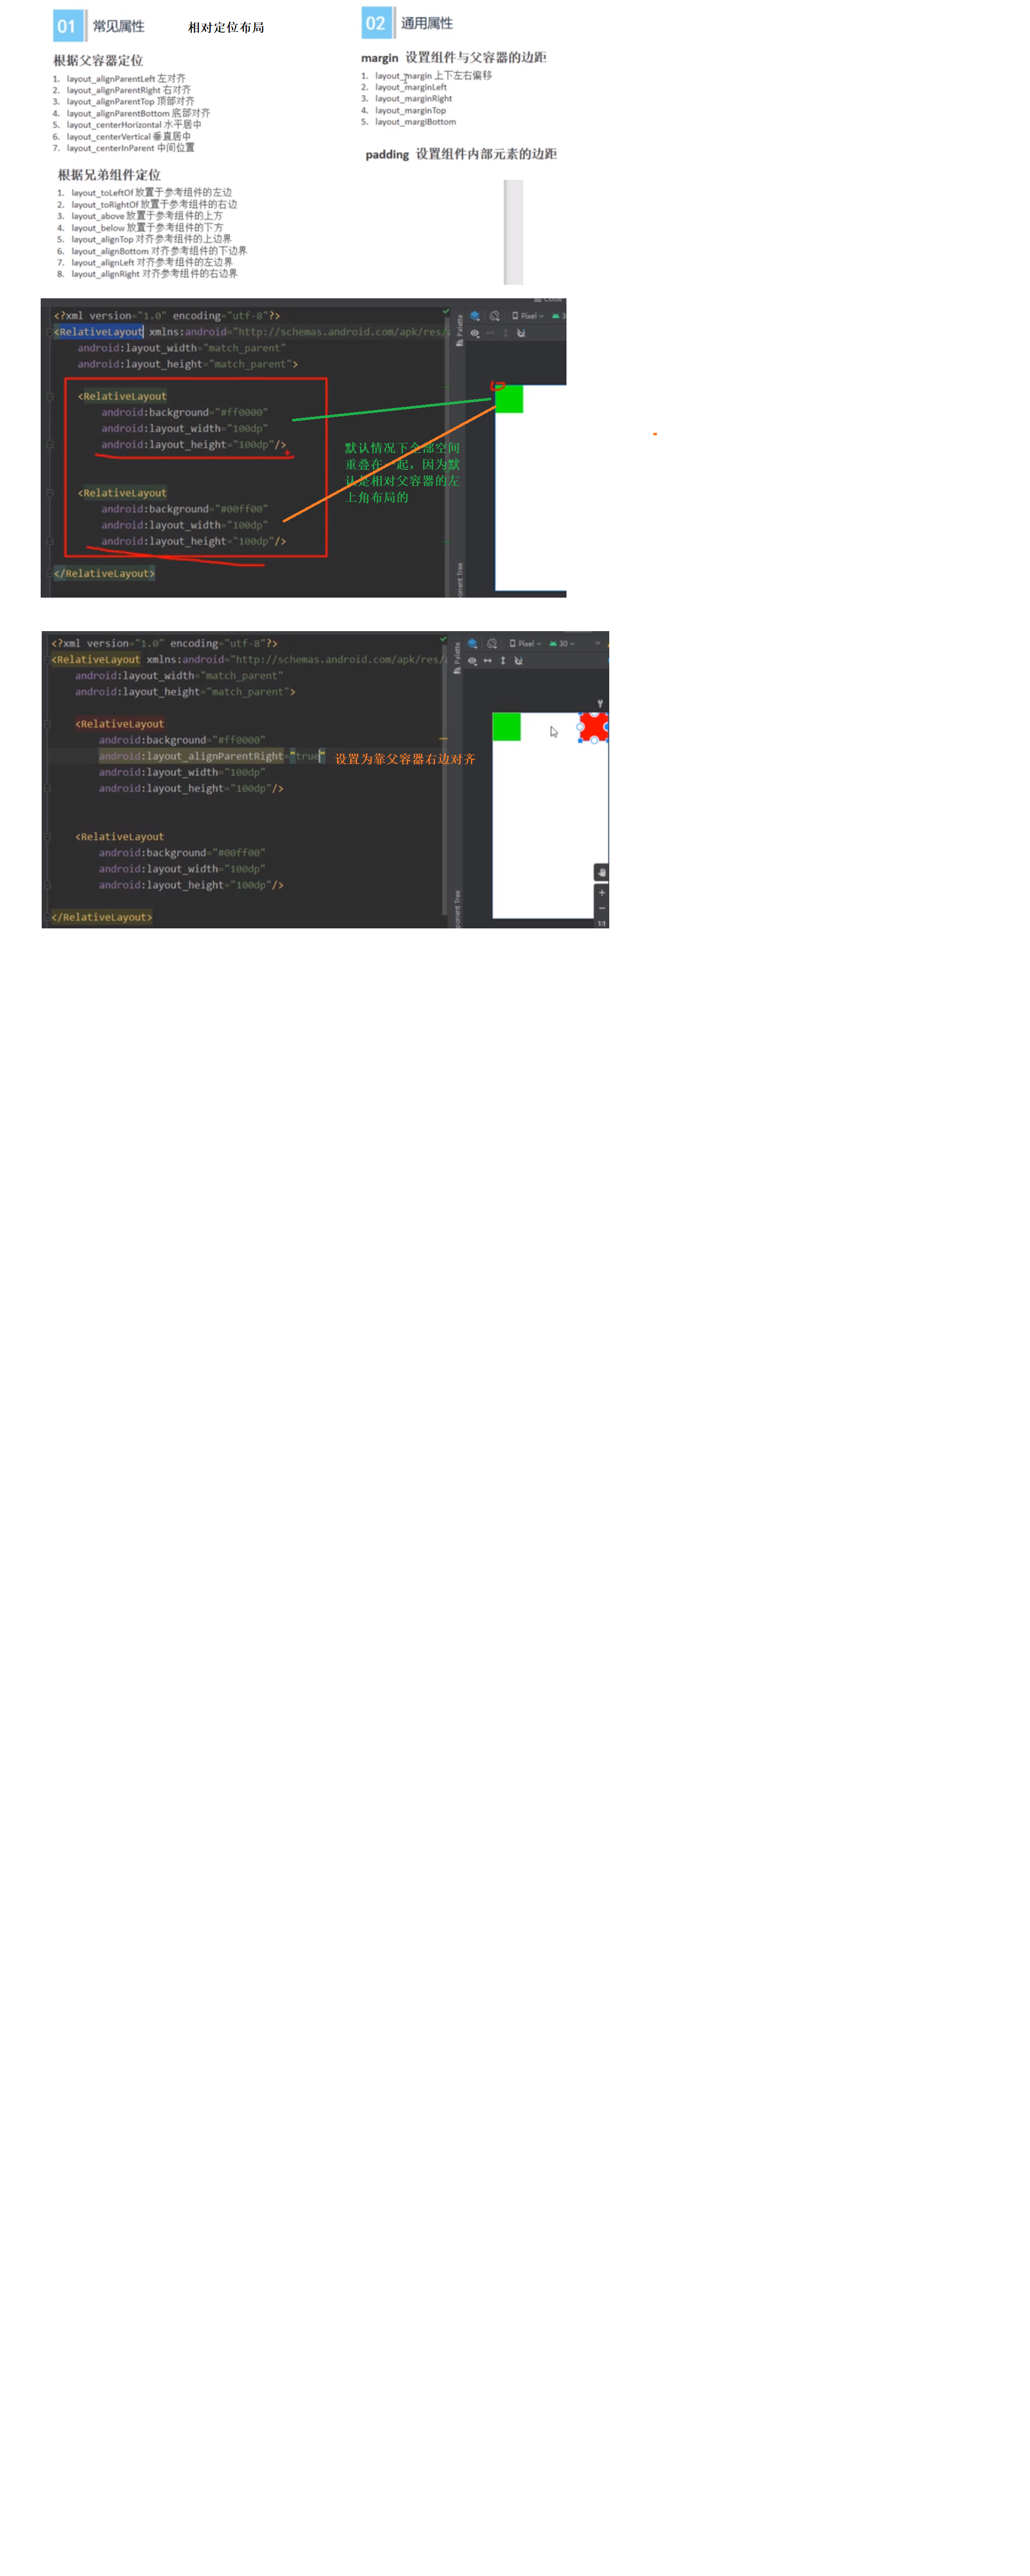 01 常见属性
相对定位布局
根据父容器定位
1. layout_alignParentLeft 左对齐
2. layout_alignParentRight 右对齐
3. layout_alignParentTop 顶部对齐
4. layout_alignParentBottom 底部对齐
5. layout_centerHorizontal 水平居中
6. layout_centerVertical 垂直居中
7. layout_centerInParent 中间位置
根据兄弟组件定位
1. layout_toLeftOf 放置于参考组件的左边
2. layout_toRightOf 放置于参考组件的右边
3. layout_above 放置于参考组件的上方
4. layout_below 放置于参考组件的下方
5. layout_alignTop 对齐参考组件的上边界
6. layout_alignBottom 对齐参考组件的下边界
7. layout_alignLeft 对齐参考组件的左边界
8. layout_alignRight 对齐参考组件的右边界
02 通用属性
margin 设置组件与父容器的边距
1. layout_margin 上下左右偏移
2. layout_marginLeft
3. layout_marginRight
4. layout_marginTop
5. layout_margiBottom
padding 设置组件内部元素的边距
<?xml version="1.0" encoding="utf-8"?>
<RelativeLayout xmlns:android="http://schemas.android.com/apk/res/
android:layout_width="match_parent"
android:layout_height="match_parent">
<RelativeLayout
android:background="#ff0000"
android:layout_width="100dp"
android:layout_height="100dp"/>
<RelativeLayout
android:background="#00ff00"
android:layout_width="100dp"
android:layout_height="100dp"/>
</RelativeLayout>
默认情况下全部空间
重叠在一起，因为默
认是相对父容器的左
上角布局的
Palette
Pixel
onent Tree
<?xml version="1.0" encoding="utf-8"?>
<RelativeLayout xmlns:android="http://schemas.android.com/apk/res/
android:layout_width="match_parent"
android:layout_height="match_parent">
<RelativeLayout
android:background="#ff0000"
android:layout_alignParentRight="true"
设置为靠父容器右边对齐
android:layout_width="100dp"
android:layout_height="100dp"/>
<RelativeLayout
android:background="#00ff00"
android:layout_width="100dp"
android:layout_height="100dp"/>
</RelativeLayout>
Palette
Pixel
30
onent Tree
1:1